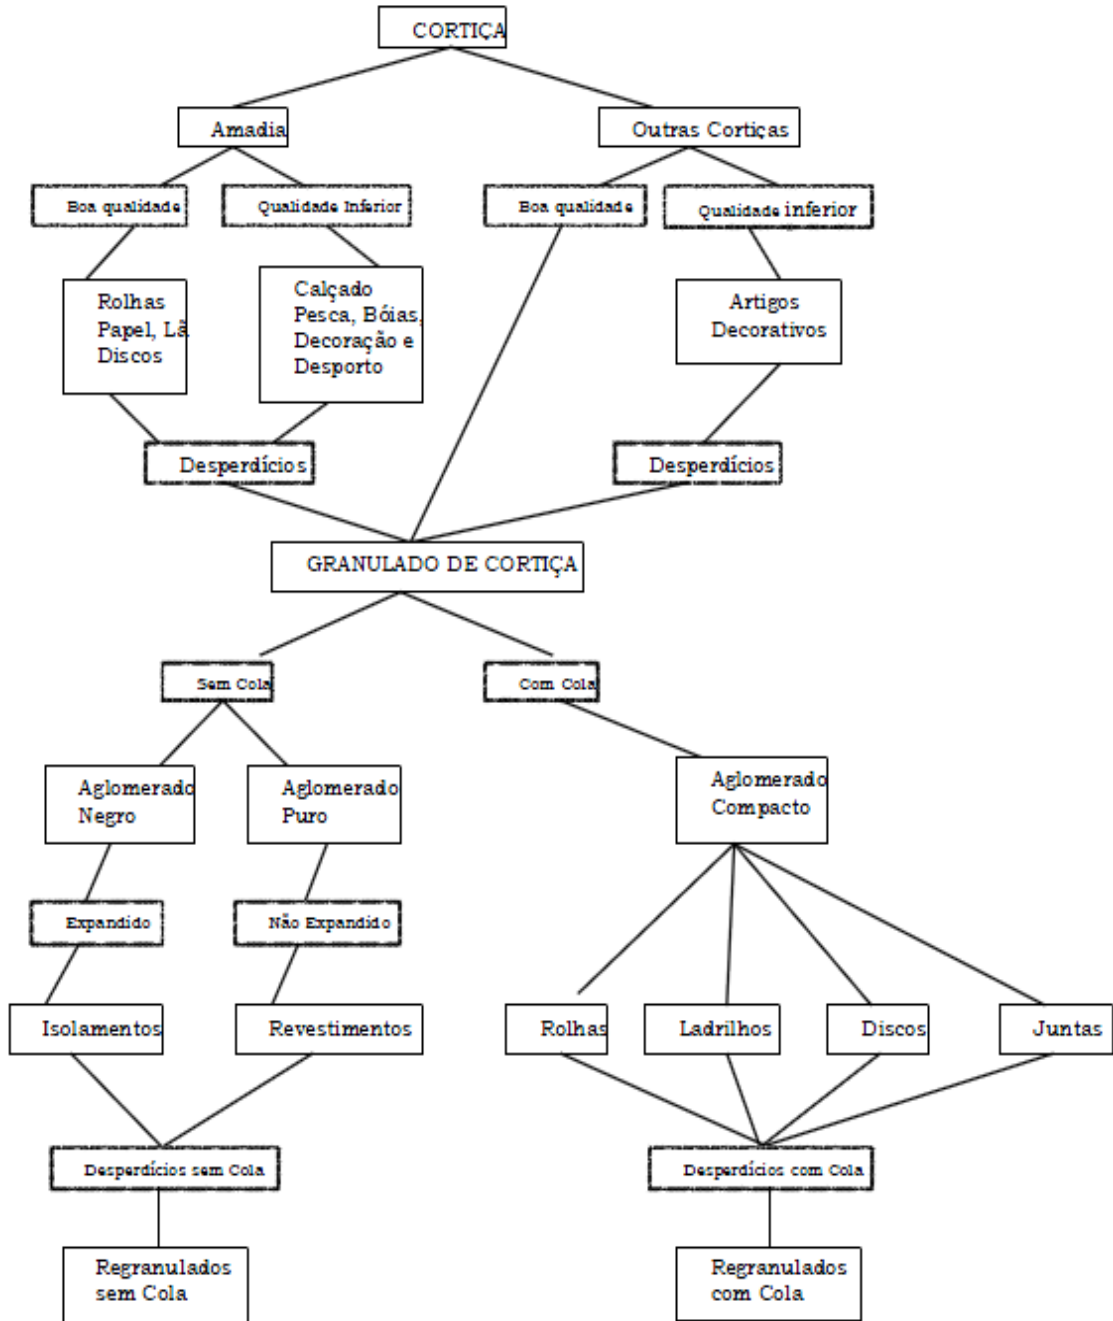 CORTIÇA
Amadia
Outras Cortiças
Boa qualidade
Qualidade Inferior
Boa qualidade
Qualidade inferior
Rolhas
Papel, Lã
Discos
Calçado
Pesca, Bóias,
Decoração e
Desporto
Artigos
Decorativos
Desperdícios
Desperdícios
GRANULADO DE CORTIÇA
Sem Cola
Com Cola
Aglomerado
Negro
Aglomerado
Puro
Aglomerado
Compacto
Expandido
Não Expandido
Isolamentos
Revestimentos
Rolhas
Ladrilhos
Discos
Juntas
Desperdícios sem Cola
Desperdícios com Cola
Regranulados
sem Cola
Regranulados
com Cola